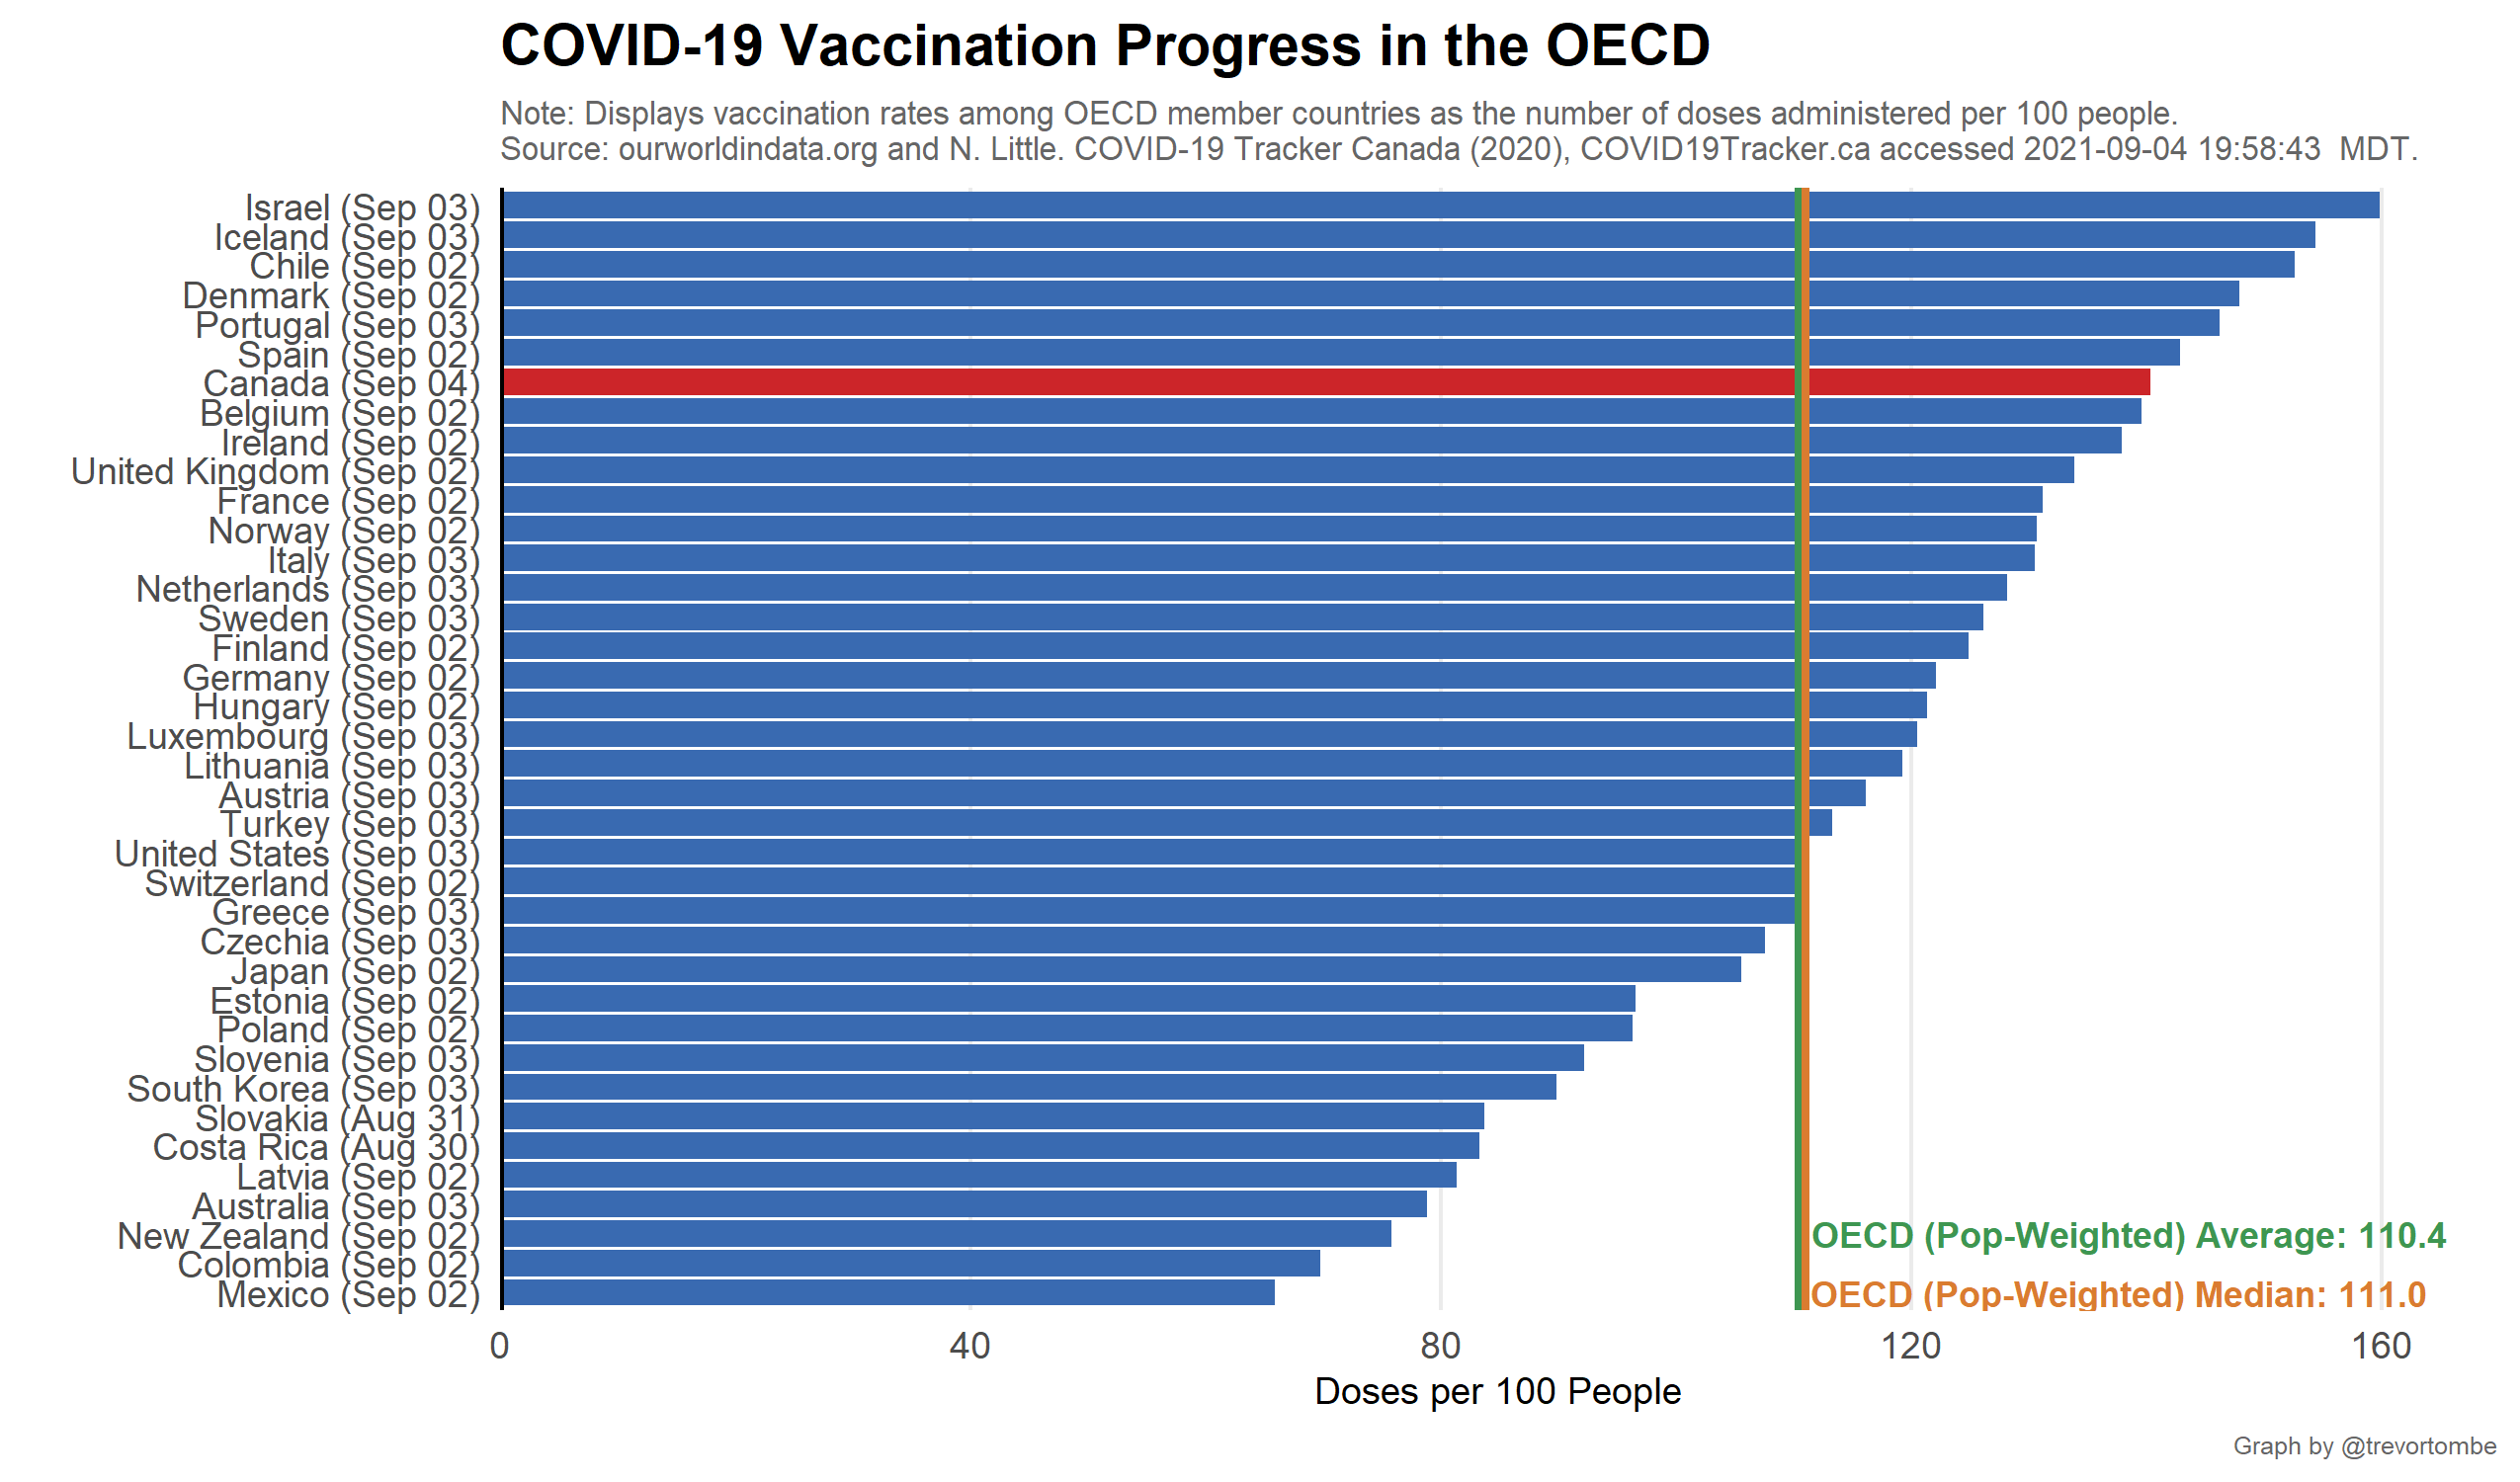 COVID-19 Vaccination Progress in the OECD
Note: Displays vaccination rates among OECD member countries as the number of doses administered per 100 people.
Source: ourworldindata.org and N. Little. COVID-19 Tracker Canada (2020), COVID19Tracker.ca accessed 2021-09-04 19:58:43  MDT.
Israel (Sep 03)
Iceland (Sep 03)
Chile (Sep 02)
Denmark (Sep 02)
Portugal (Sep 03)
Spain (Sep 02)
Canada (Sep 04)
Belgium (Sep 02)
Ireland (Sep 02)
United Kingdom (Sep 02)
France (Sep 02)
Norway (Sep 02)
Italy (Sep 03)
Netherlands (Sep 03)
Sweden (Sep 03)
Finland (Sep 02)
Germany (Sep 02)
Hungary (Sep 02)
Luxembourg (Sep 03)
Lithuania (Sep 03)
Austria (Sep 03)
Turkey (Sep 03)
United States (Sep 03)
Switzerland (Sep 02)
Greece (Sep 03)
Czechia (Sep 03)
Japan (Sep 02)
Estonia (Sep 02)
Poland (Sep 02)
Slovenia (Sep 03)
South Korea (Sep 03)
Slovakia (Aug 31)
Costa Rica (Aug 30)
Latvia (Sep 02)
Australia (Sep 03)
New Zealand (Sep 02)
Colombia (Sep 02)
Mexico (Sep 02)
OECD (Pop-Weighted) Average: 110.4
OECD (Pop-Weighted) Median: 111.0
0 40 80 120 160
Doses per 100 People
Graph by @trevortombe